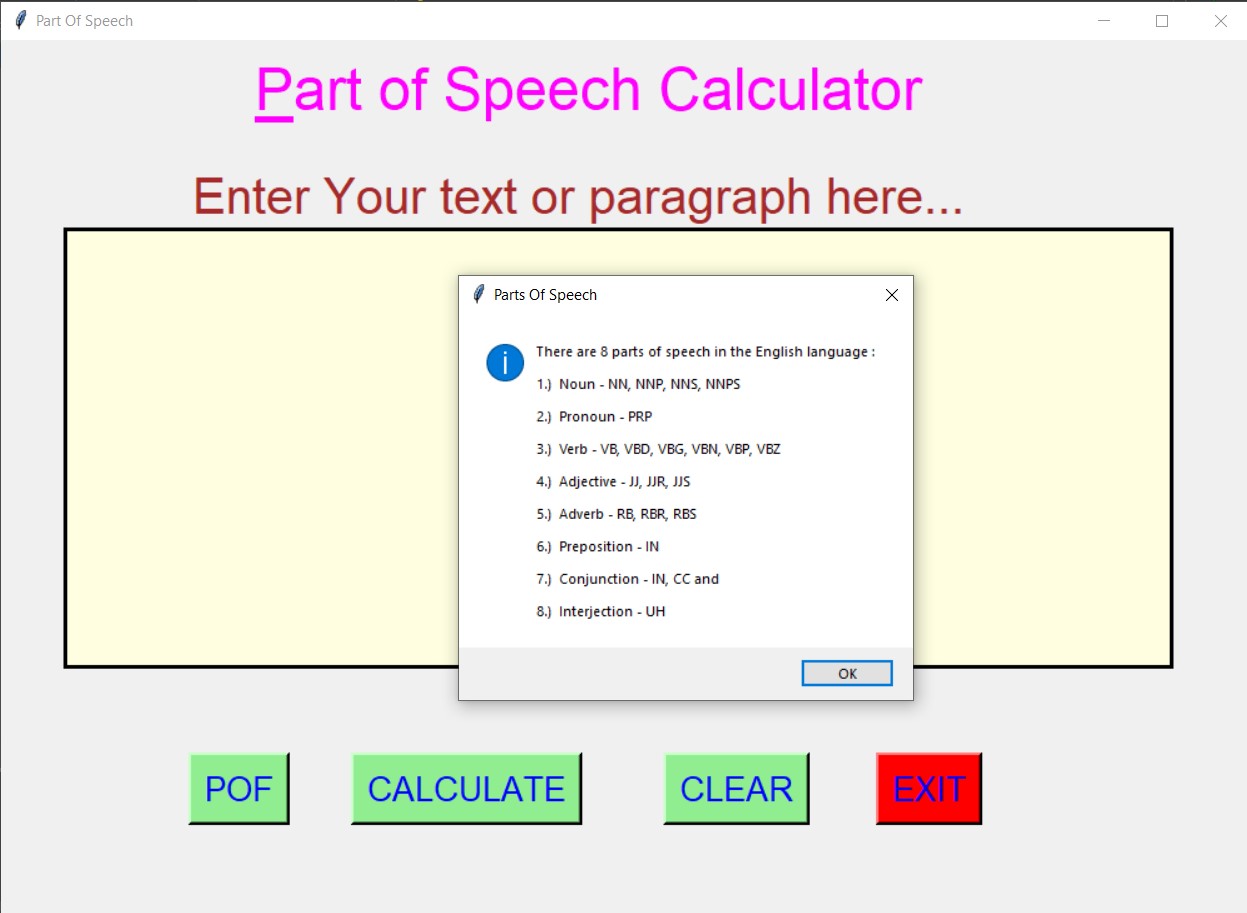 Part Of Speech
Part of Speech Calculator
Enter Your text or paragraph here...
Parts Of Speech
There are 8 parts of speech in the English language :
1.) Noun - NN, NNP, NNS, NNPS
2.) Pronoun - PRP
3.) Verb - VB, VBD, VBG, VBN, VBP, VBZ
4.) Adjective - JJ, JJR, JJS
5.) Adverb - RB, RBR, RBS
6.) Preposition - IN
7.) Conjunction - IN, CC and
8.) Interjection - UH
OK
POF CALCULATE CLEAR EXIT